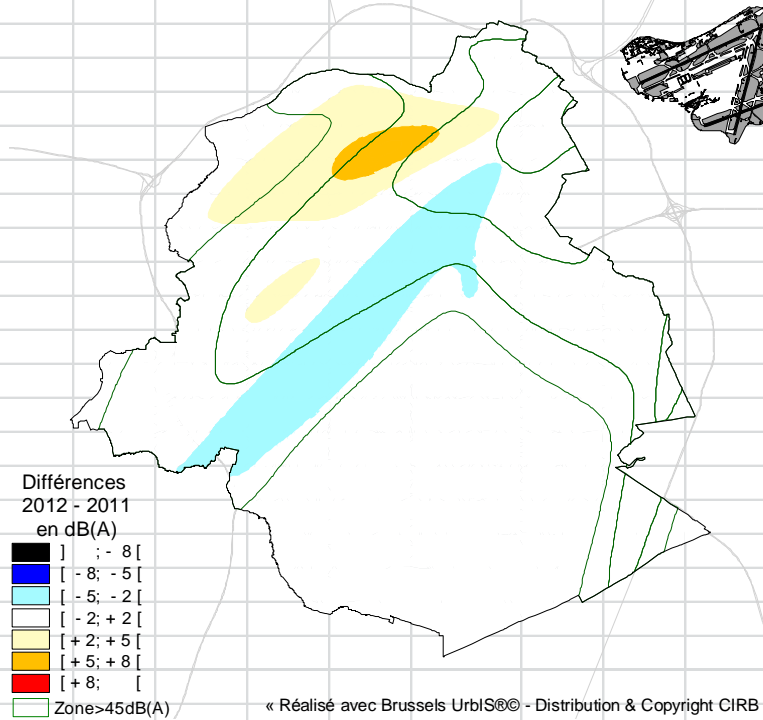 Différences
2012 - 2011
en dB(A)
] ; - 8 [
[ - 8; - 5 [
[ - 5; - 2 [
[ - 2; + 2 [
[ + 2; + 5 [
[ + 5; + 8 [
[ + 8; [
Zone>45dB(A)
« Réalisé avec Brussels UrbIS®© - Distribution & Copyright CIRB